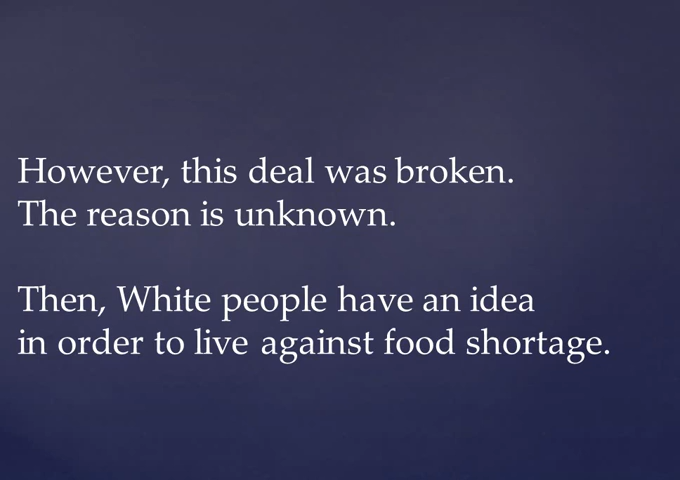 However, this deal was broken.
The reason is unknown.
Then, White people have an idea
in order to live against food shortage.